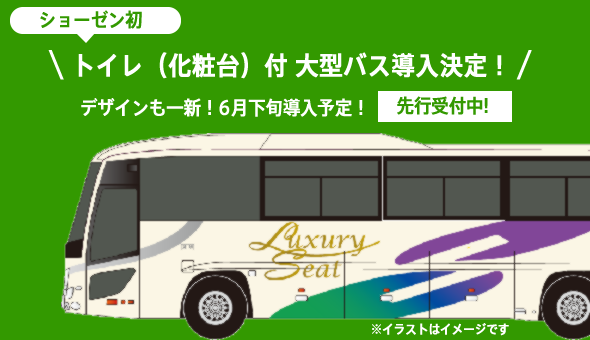 ショーゼン初
\ トイレ（化粧台）付 大型バス導入決定！ /
デザインも一新！6月下旬導入予定！ 先行受付中!
Luxury
Seat
※イラストはイメージです